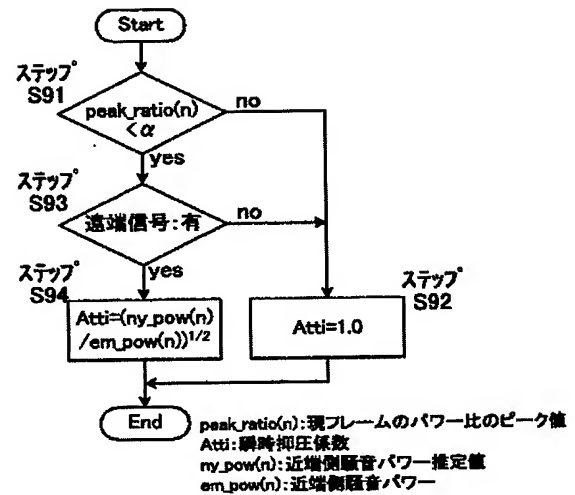 Start
ステップ
S91
peak_ratio(n)
<α
no
yes
ステップ
S93
遠端信号:有
no
yes
ステップ
S94
Atti=(ny_pow(n)
/em_pow(n))1/2
ステップ
S92
Atti=1.0
End
peak_ratio(n):現フレームのパワー比のピーク値
Atti:瞬時抑圧係数
ny_pow(n):近端側騒音パワー推定値
em_pow(n):近端側騒音パワー